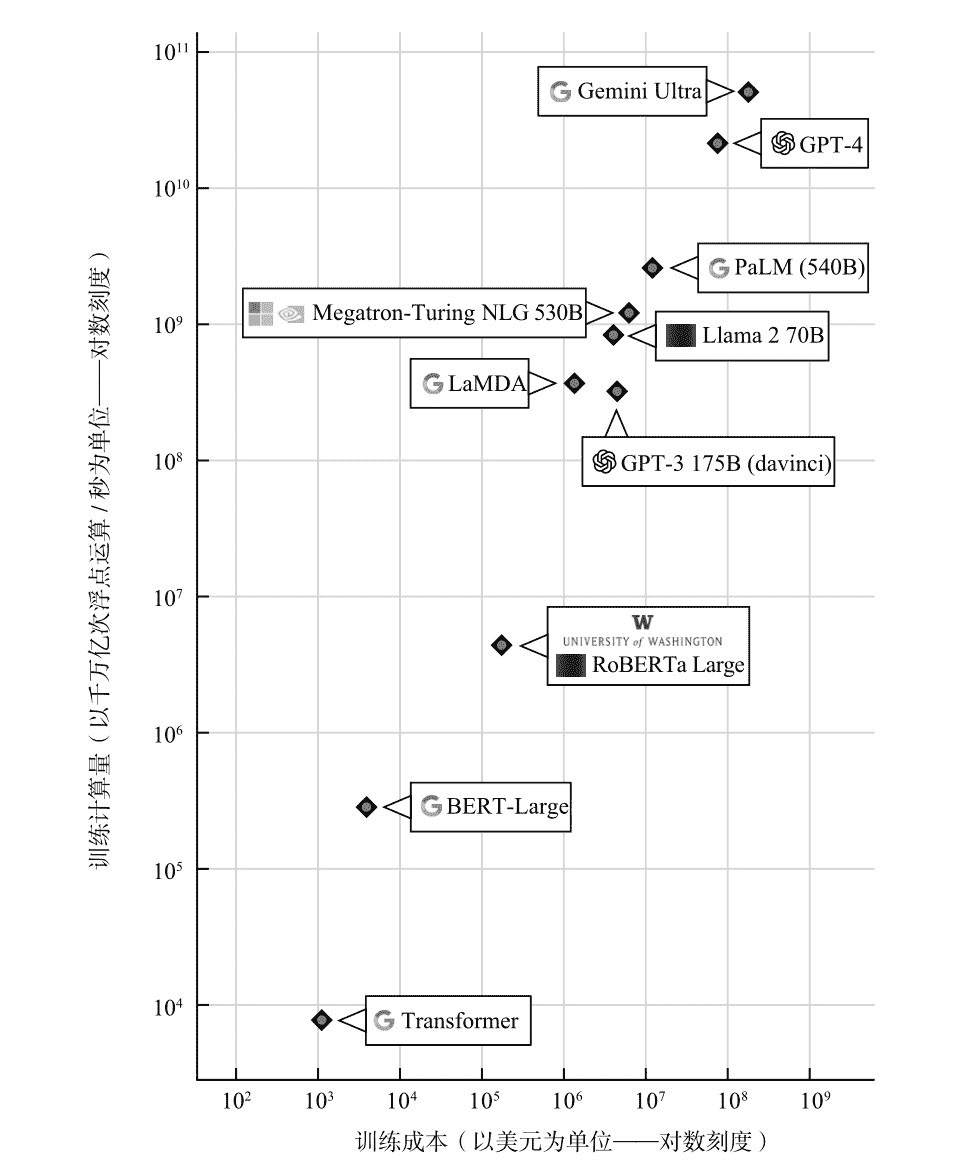 10¹¹
Gemini Ultra
GPT-4
10¹⁰
PaLM (540B)
Megatron-Turing NLG 530B
10⁹
Llama 2 70B
LaMDA
10⁸
GPT-3 175B (davinci)
10⁷
W
UNIVERSITY of WASHINGTON
RoBERTa Large
10⁶
BERT-Large
10⁵
10⁴
Transformer
训练计算量（以千万亿次浮点运算/秒为单位——对数刻度）
10² 10³ 10⁴ 10⁵ 10⁶ 10⁷ 10⁸ 10⁹
训练成本（以美元为单位——对数刻度）